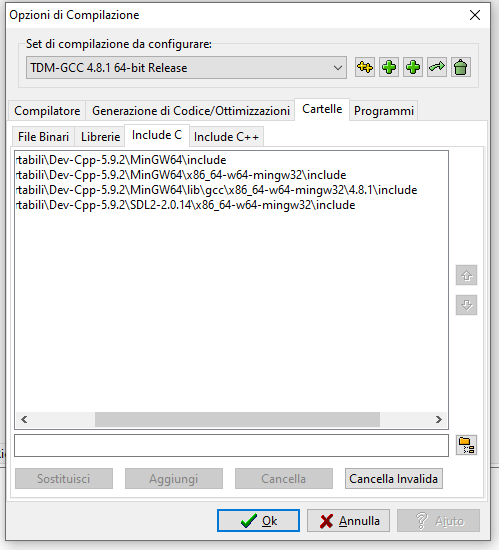 Opzioni di Compilazione
Set di compilazione da configurare:
TDM-GCC 4.8.1 64-bit Release
Compilatore Generazione di Codice/Ottimizzazioni Cartelle Programmi
File Binari Librerie Include C Include C++
rtabili\Dev-Cpp-5.9.2\MinGW64\include
rtabili\Dev-Cpp-5.9.2\MinGW64\x86_64-w64-mingw32\include
rtabili\Dev-Cpp-5.9.2\MinGW64\lib\gcc\x86_64-w64-mingw32\4.8.1\include
rtabili\Dev-Cpp-5.9.2\SDL2-2.0.14\x86_64-w64-mingw32\include
Sostituisci Aggiungi Cancella Cancella Invalida
Ok Annulla Aiuto